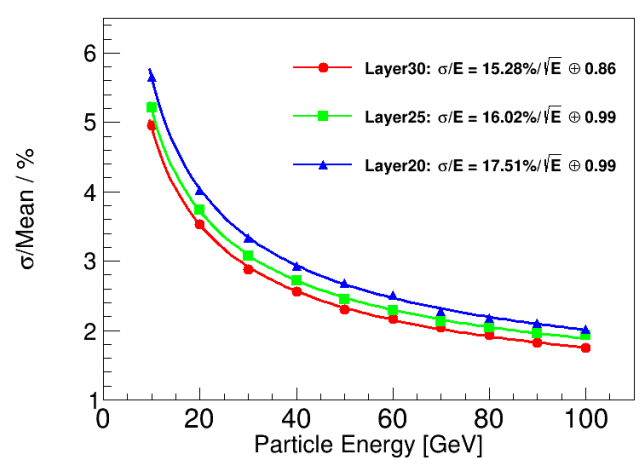 6
5
4
3
2
1
0
20
40
60
80
100
σ/Mean / %
Particle Energy [GeV]
Layer30: σ/E = 15.28%/√E ⊕ 0.86
Layer25: σ/E = 16.02%/√E ⊕ 0.99
Layer20: σ/E = 17.51%/√E ⊕ 0.99